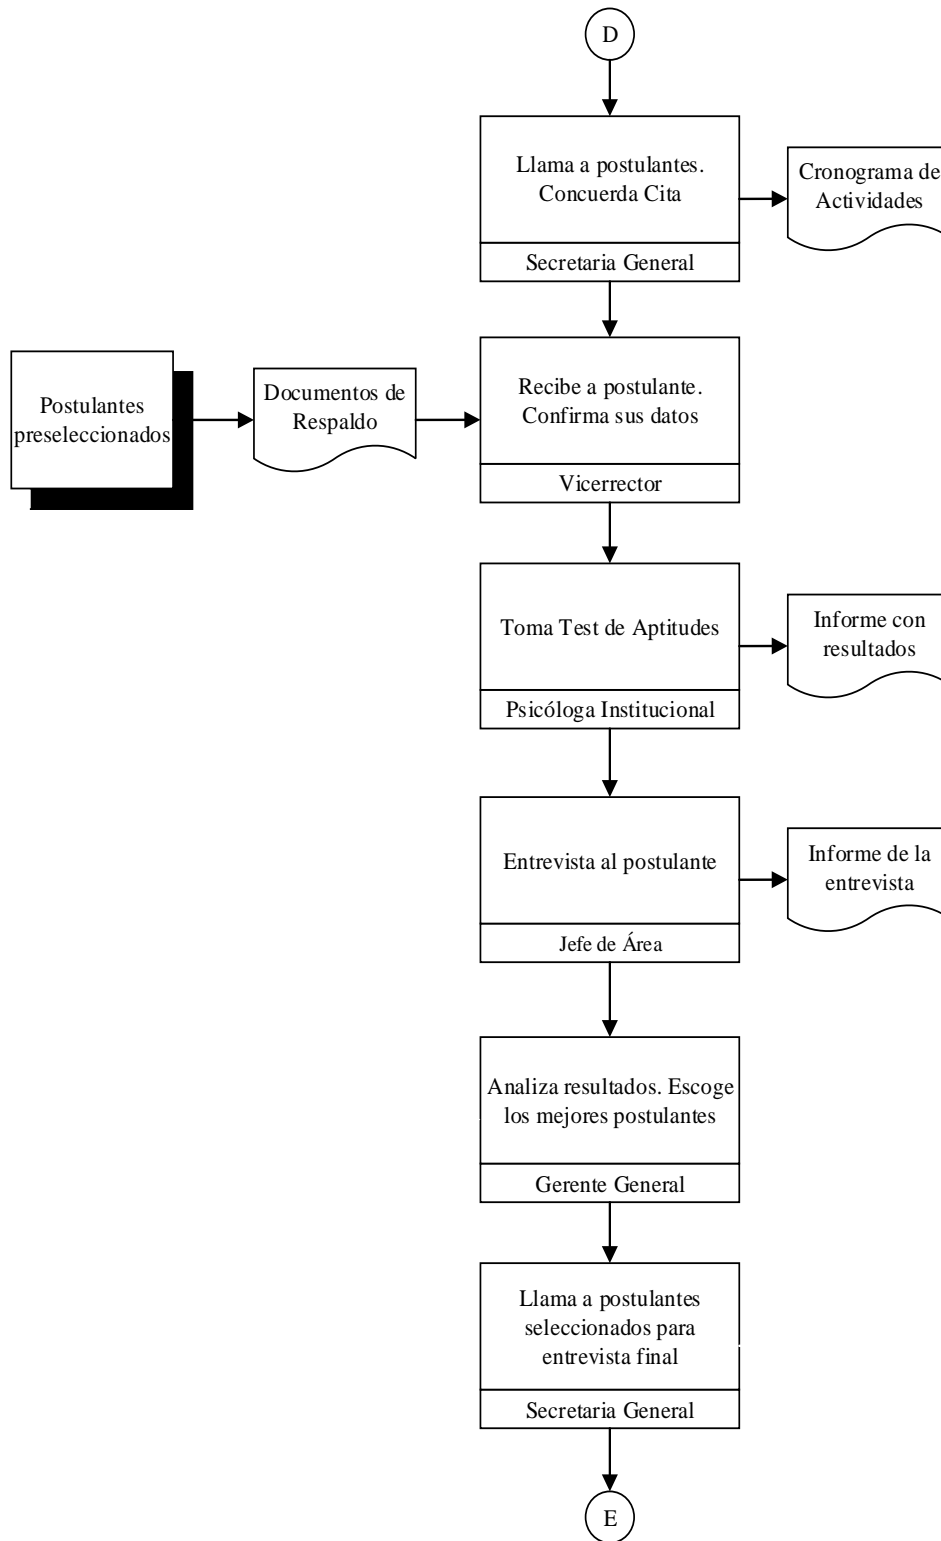 D
Llama a postulantes.
Concuerda Cita
Secretaria General
Cronograma de
Actividades
Postulantes
preseleccionados
Documentos de
Respaldo
Recibe a postulante.
Confirma sus datos
Vicerrector
Toma Test de Aptitudes
Psicóloga Institucional
Informe con
resultados
Entrevista al postulante
Jefe de Área
Informe de la
entrevista
Analiza resultados. Escoge
los mejores postulantes
Gerente General
Llama a postulantes
seleccionados para
entrevista final
Secretaria General
E